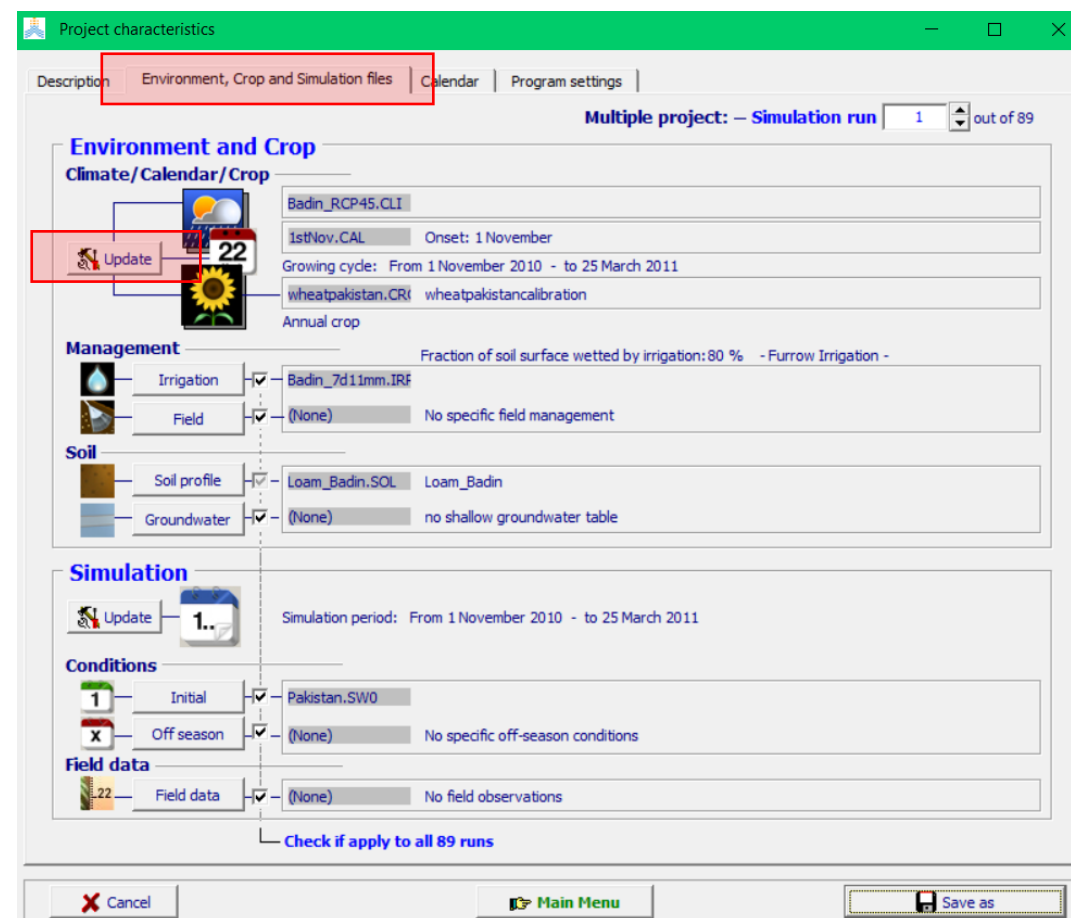 Project characteristics
Description Environment, Crop and Simulation files Calendar Program settings
Multiple project: — Simulation run 1 out of 89
Environment and Crop
Climate/Calendar/Crop
Badin_RCP45.CLI
1stNov.CAL Onset: 1 November
Update 22
Growing cycle: From 1 November 2010 - to 25 March 2011
wheatpakistan.CRO wheatpakistancalibration
Annual crop
Management
Fraction of soil surface wetted by irrigation: 80 % - Furrow Irrigation -
Irrigation Badin_7d11mm.IRR
Field (None) No specific field management
Soil
Soil profile Loam_Badin.SOL Loam_Badin
Groundwater (None) no shallow groundwater table
Simulation
Update 1.. Simulation period: From 1 November 2010 - to 25 March 2011
Conditions
1 Initial Pakistan.SW0
X Off season (None) No specific off-season conditions
Field data
22 Field data (None) No field observations
Check if apply to all 89 runs
Cancel Main Menu Save as